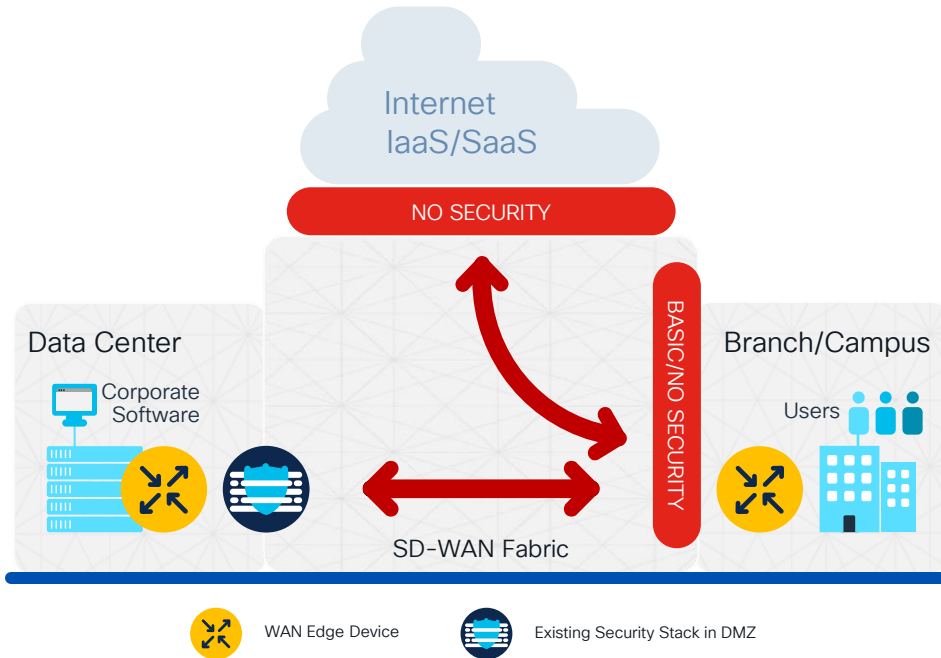 Internet
IaaS/SaaS
NO SECURITY
Data Center
Corporate
Software
BASIC/NO SECURITY
Branch/Campus
Users
SD-WAN Fabric
WAN Edge Device
Existing Security Stack in DMZ